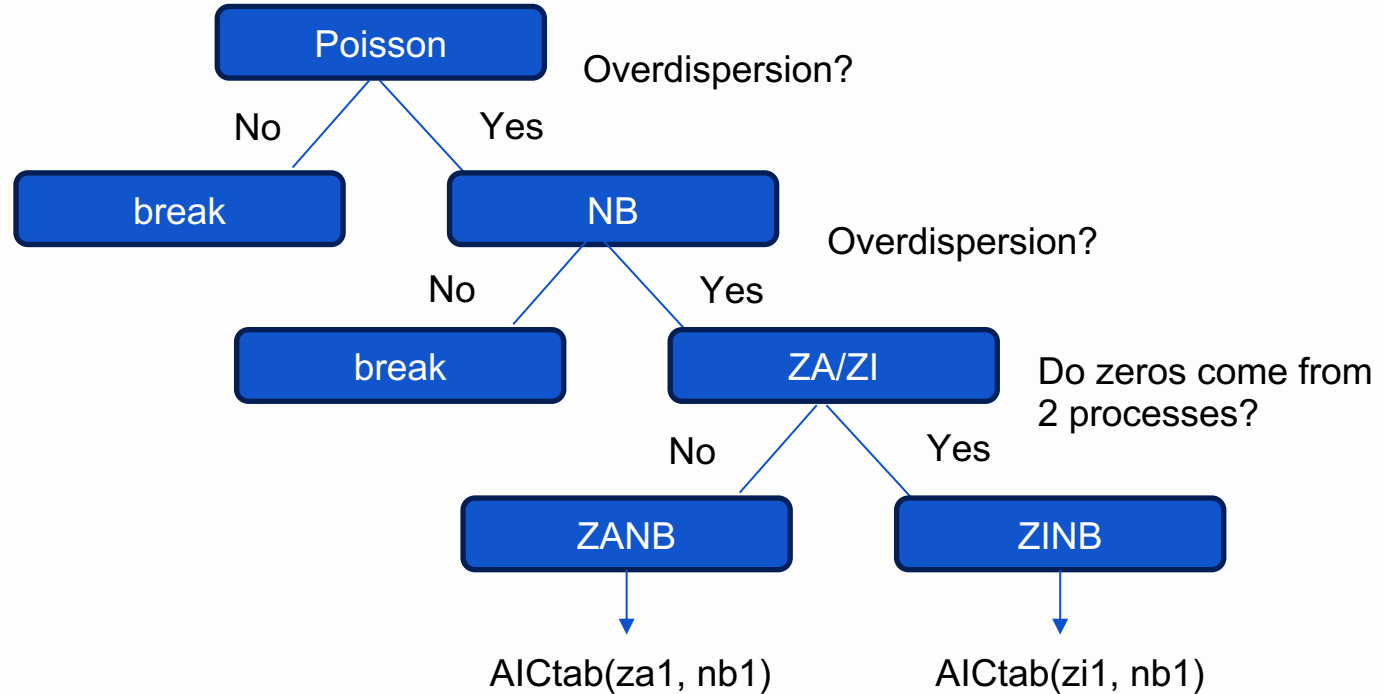 Poisson
Overdispersion?
No
Yes
break
NB
Overdispersion?
No
Yes
break
ZA/ZI
Do zeros come from
2 processes?
No
Yes
ZANB
ZINB
AICtab(za1, nb1)
AICtab(zi1, nb1)